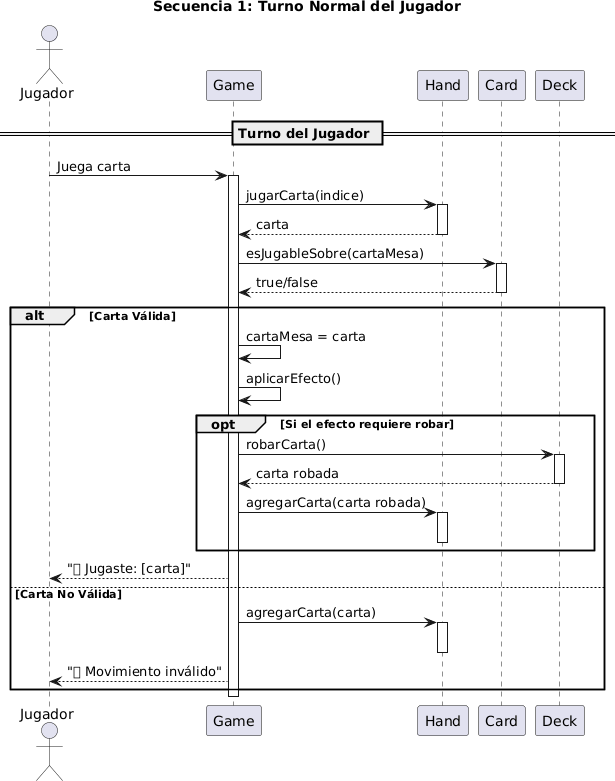 Secuencia 1: Turno Normal del Jugador
Jugador
Game Hand Card Deck
Turno del Jugador
Juega carta
jugarCarta(indice)
carta
esJugableSobre(cartaMesa)
true/false
alt [Carta Válida]
cartaMesa = carta
aplicarEfecto()
opt [Si el efecto requiere robar]
robarCarta()
carta robada
agregarCarta(carta robada)
"▯ Jugaste: [carta]"
[Carta No Válida]
agregarCarta(carta)
"▯ Movimiento inválido"
Jugador Game Hand Card Deck